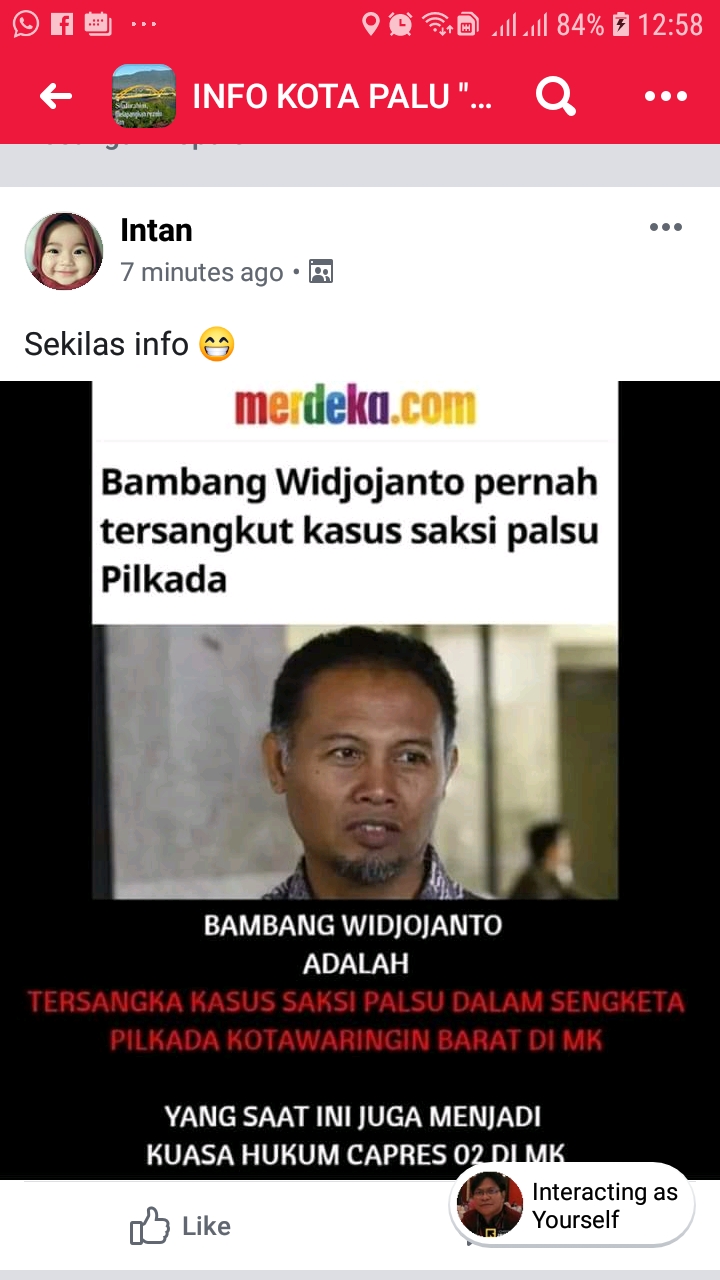 84% 12:58
INFO KOTA PALU "...
Intan
7 minutes ago
Sekilas info 😁
merdeka.com
Bambang Widjojanto pernah
tersangkut kasus saksi palsu
Pilkada
BAMBANG WIDJOJANTO
ADALAH
TERSANGKA KASUS SAKSI PALSU DALAM SENGKETA
PILKADA KOTAWARINGIN BARAT DI MK
YANG SAAT INI JUGA MENJADI
KUASA HUKUM CAPRES 02 DI MK
Like
Interacting as
Yourself